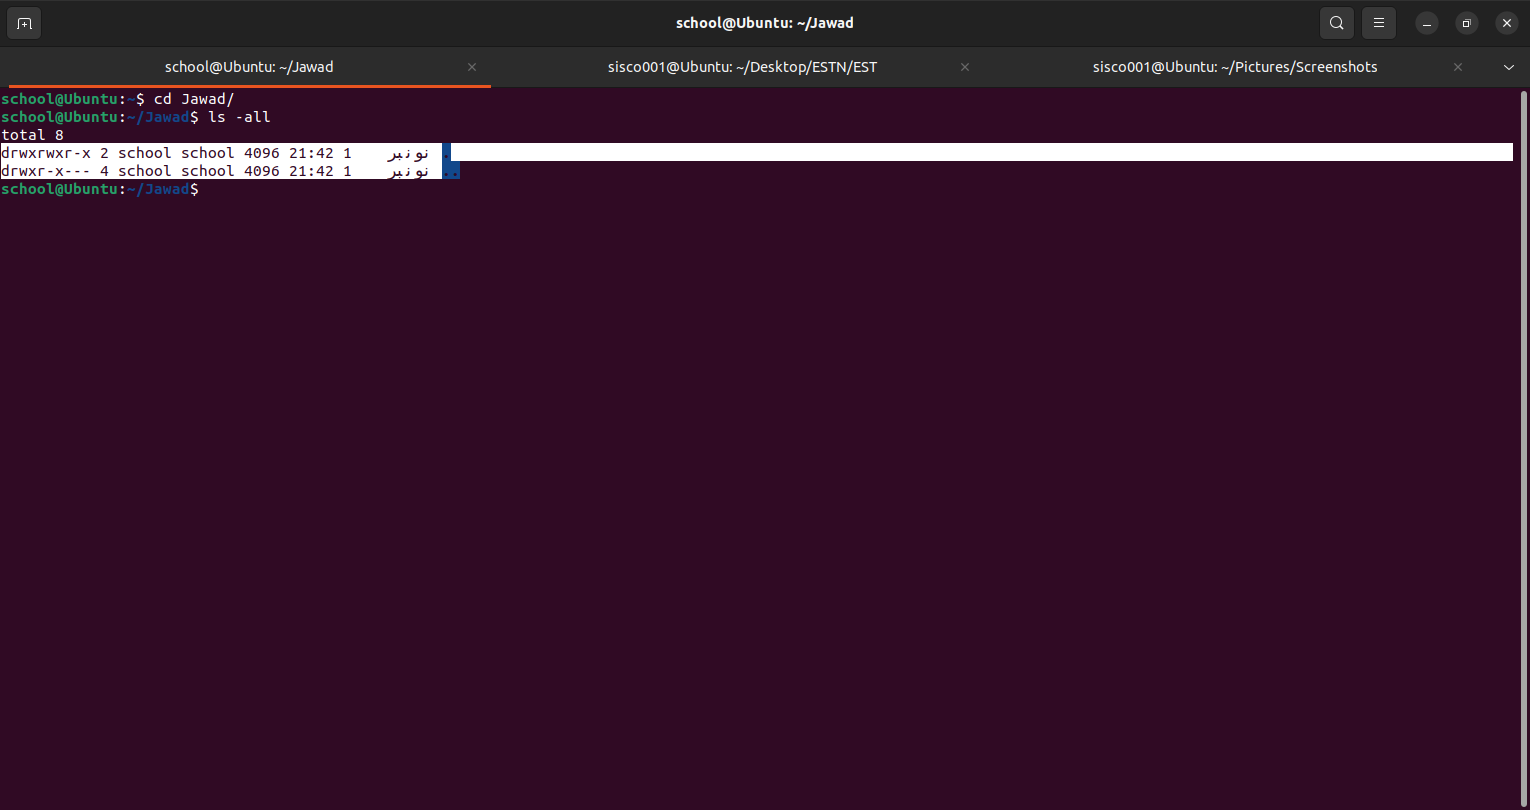 school@Ubuntu: ~/Jawad
school@Ubuntu: ~/Jawad
sisco001@Ubuntu: ~/Desktop/ESTN/EST
sisco001@Ubuntu: ~/Pictures/Screenshots
school@Ubuntu:~$ cd Jawad/
school@Ubuntu:~/Jawad$ ls -all
total 8
drwxrwxr-x 2 school school 4096 21:42 1    نونبر .
drwxr-x--- 4 school school 4096 21:42 1    نونبر ..
school@Ubuntu:~/Jawad$